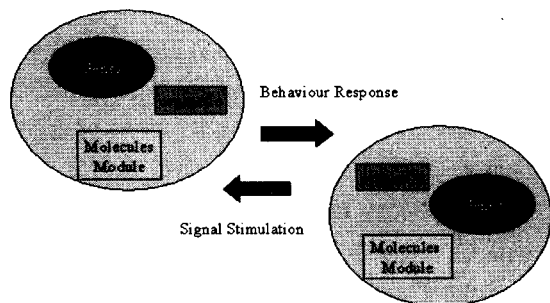 Behaviour Response
Molecules
Module
Signal Stimulation
Molecules
Module